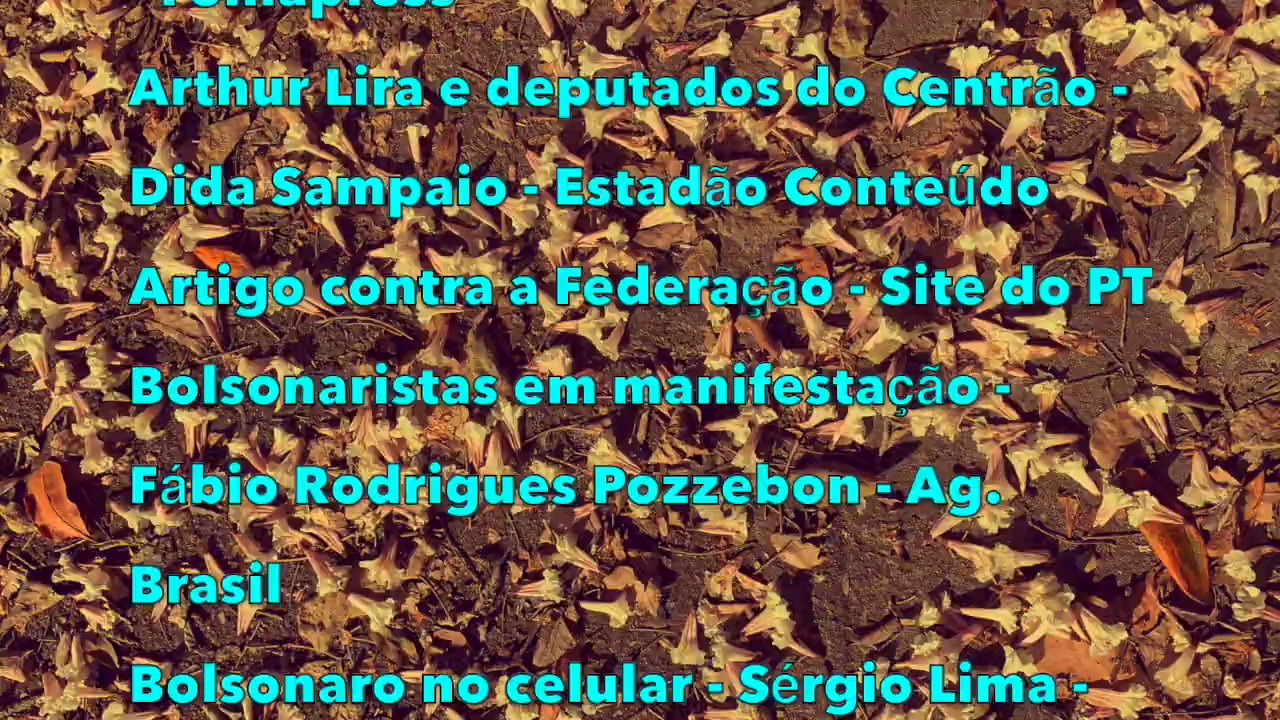 Arthur Lira e deputados do Centrão -
Dida Sampaio - Estadão Conteúdo
Artigo contra a Federação - Site do PT
Bolsonaristas em manifestação -
Fábio Rodrigues Pozzebon - Ag.
Brasil
Bolsonaro no celular - Sérgio Lima -